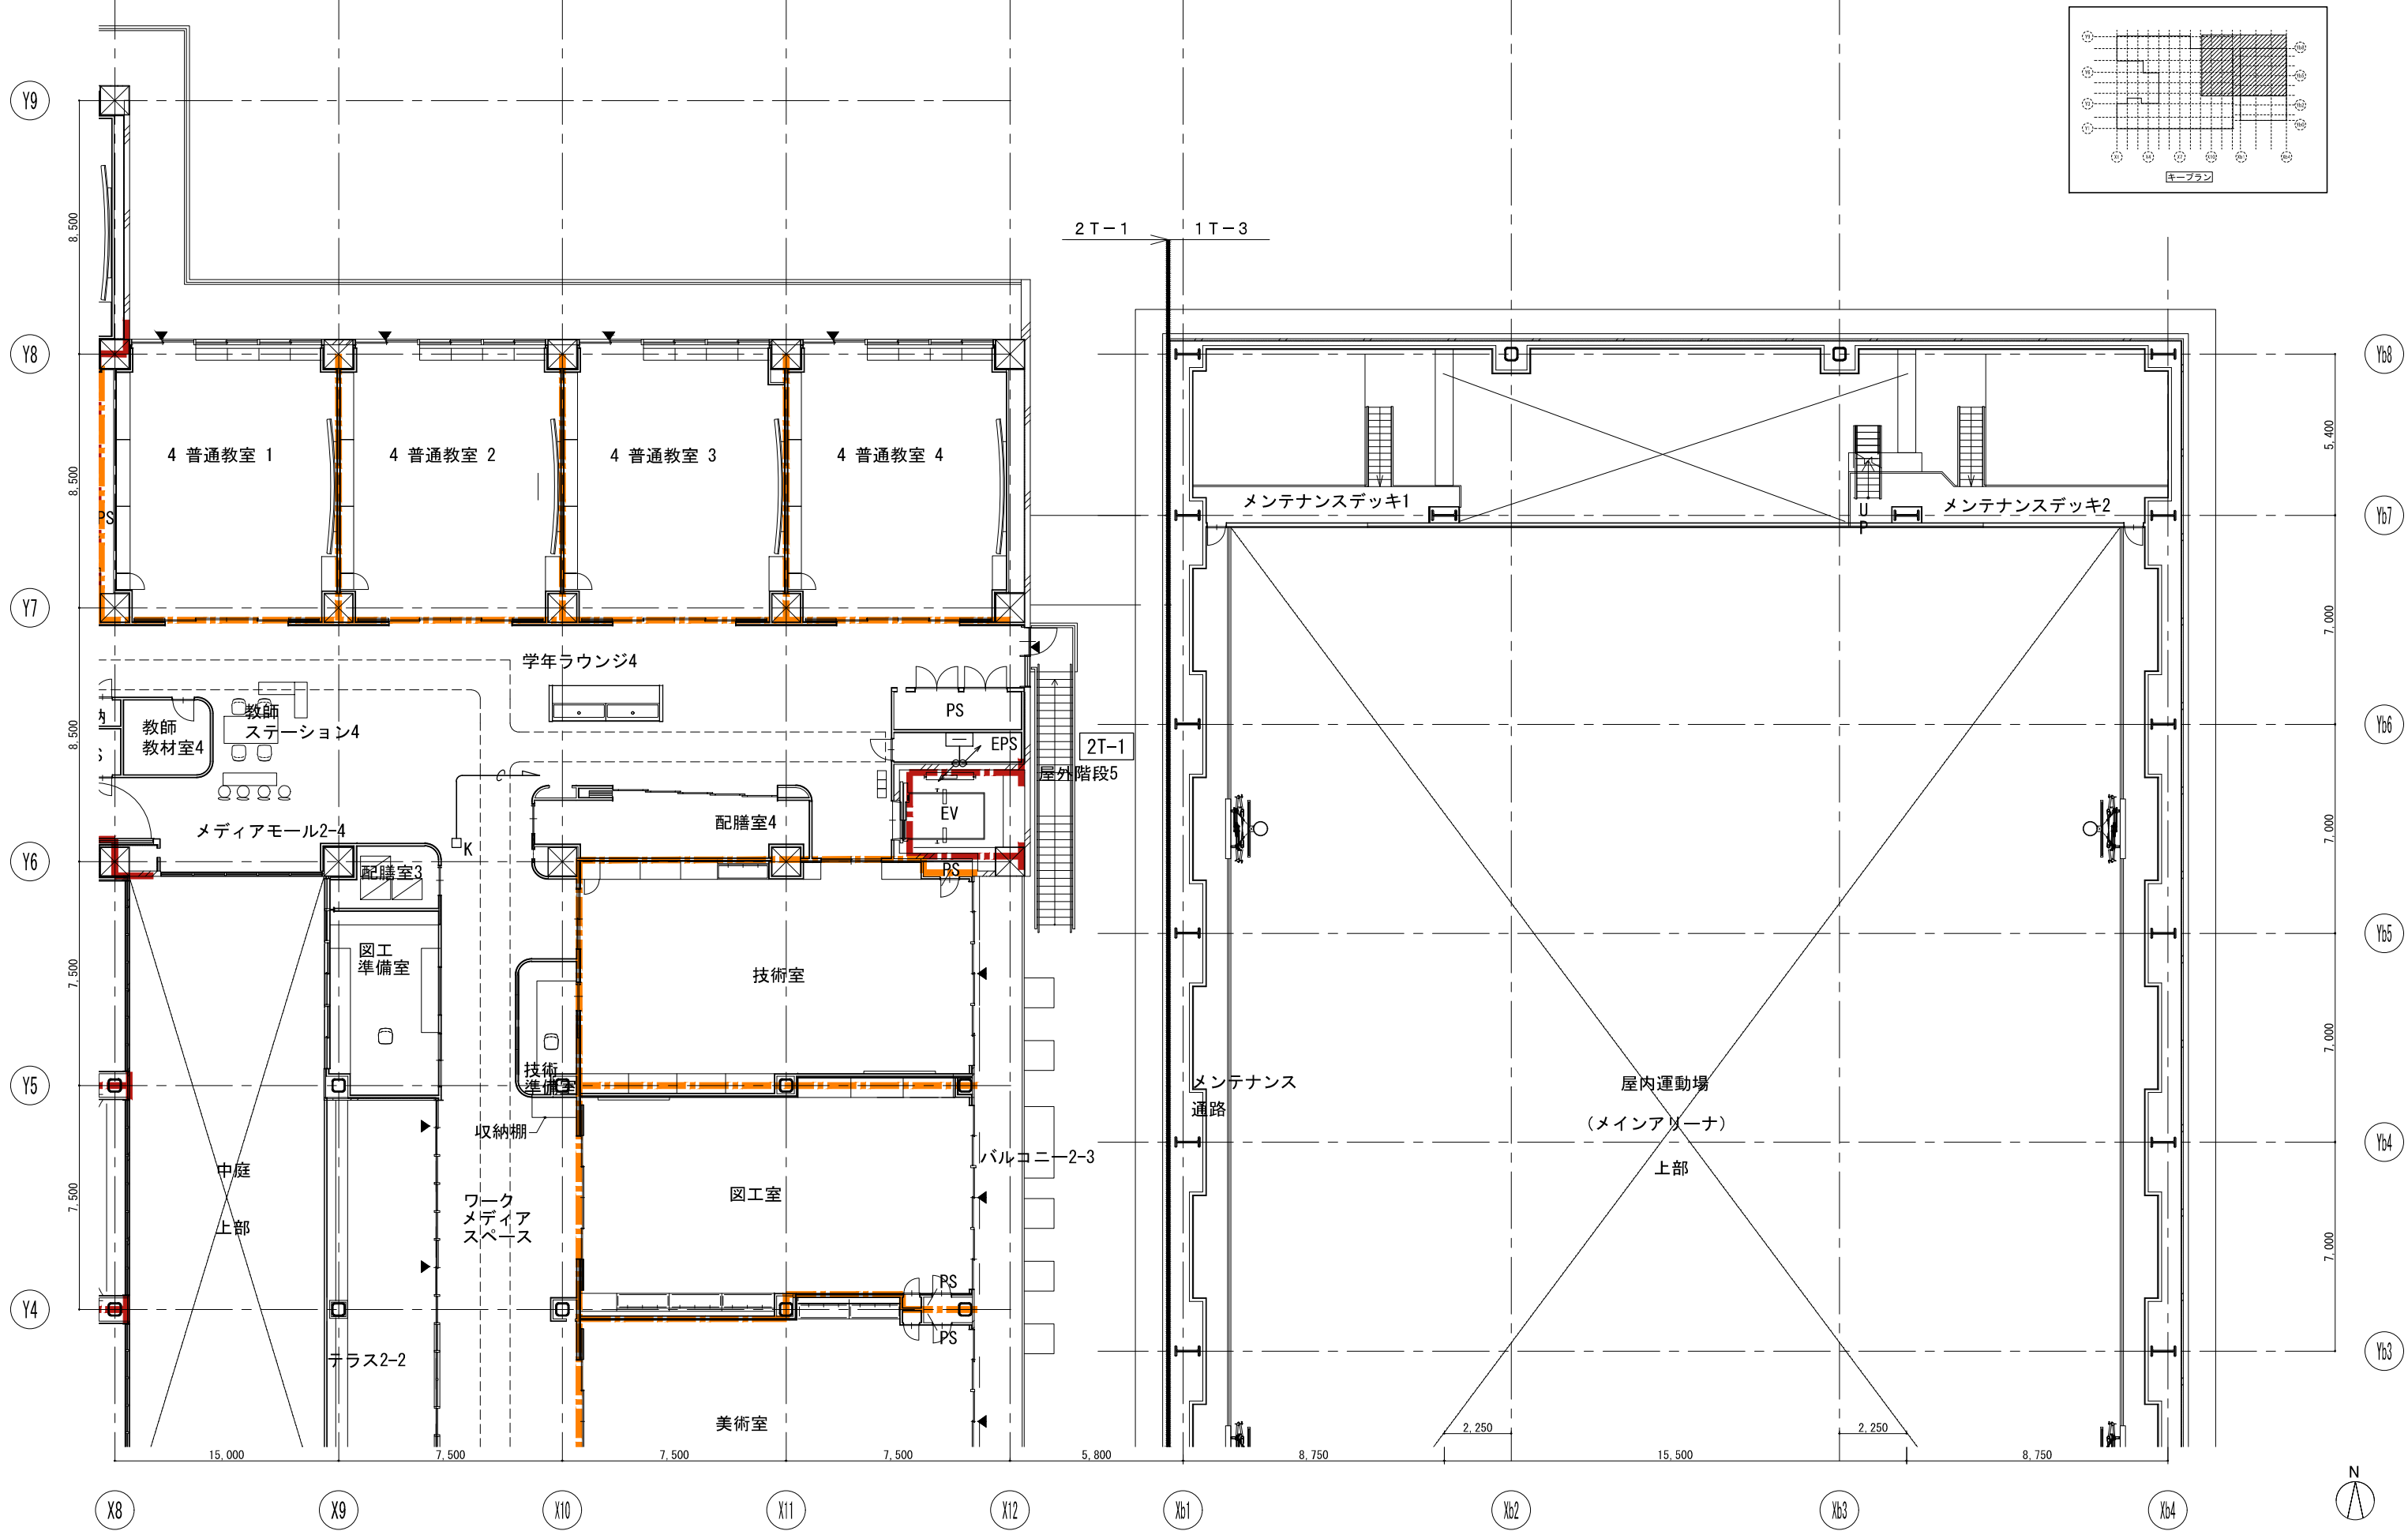 キープラン
2T-1
1T-3
Y9
8,500
Y8
Yb8
4 普通教室 1
4 普通教室 2
4 普通教室 3
4 普通教室 4
8,500
5,400
PS
メンテナンスデッキ1
UP
メンテナンスデッキ2
Yb7
Y7
7,000
学年ラウンジ4
PS
教師
教材室4
教師
ステーション4
8,500
EPS
2T-1
屋外階段5
Yb6
EV
配膳室4
メディアモール2-4
K
7,000
Y6
配膳室3
PS
Yb5
図工
準備室
技術室
7,500
7,000
技術
準備室
Y5
メンテナンス
通路
屋内運動場
(メインアリーナ)
上部
収納棚
Yb4
バルコニー2-3
中庭
上部
図工室
7,500
ワーク
メディア
スペース
7,000
PS
Y4
PS
テラス2-2
Yb3
美術室
2,250
2,250
15,000
7,500
7,500
7,500
5,800
8,750
15,500
8,750
N
X8
X9
X10
X11
X12
Xb1
Xb2
Xb3
Xb4